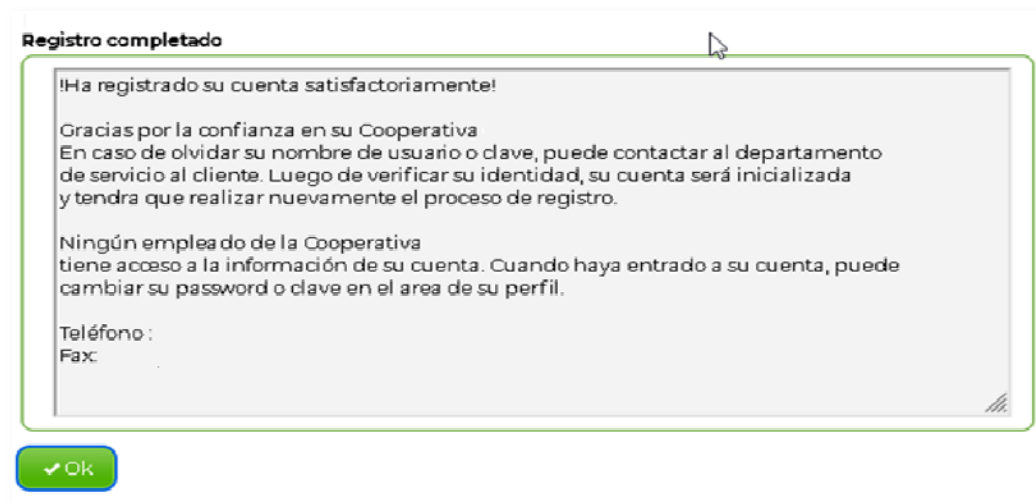 Registro completado
!Ha registrado su cuenta satisfactoriamente!
Gracias por la confianza en su Cooperativa
En caso de olvidar su nombre de usuario o clave, puede contactar al departamento
de servicio al cliente. Luego de verificar su identidad, su cuenta será inicializada
y tendra que realizar nuevamente el proceso de registro.
Ningún empleado de la Cooperativa
tiene acceso a la información de su cuenta. Cuando haya entrado a su cuenta, puede
cambiar su password o clave en el area de su perfil.
Teléfono :
Fax:
Ok